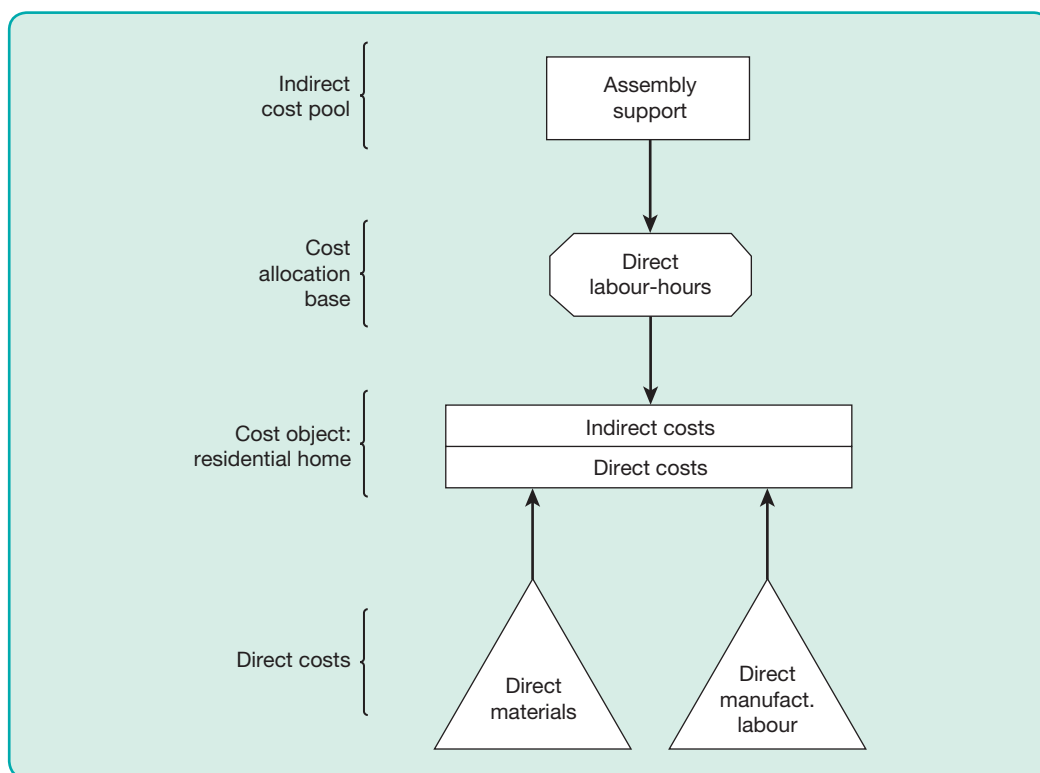 Indirect
cost pool
Assembly
support
Cost
allocation
base
Direct
labour-hours
Cost object:
residential home
Indirect costs
Direct costs
Direct costs
Direct
materials
Direct
manufact.
labour